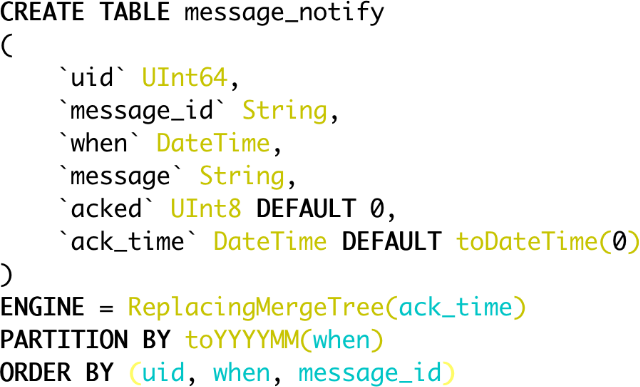 CREATE TABLE message_notify
(
    `uid` UInt64,
    `message_id` String,
    `when` DateTime,
    `message` String,
    `acked` UInt8 DEFAULT 0,
    `ack_time` DateTime DEFAULT toDateTime(0)
)
ENGINE = ReplacingMergeTree(ack_time)
PARTITION BY toYYYYMM(when)
ORDER BY (uid, when, message_id)